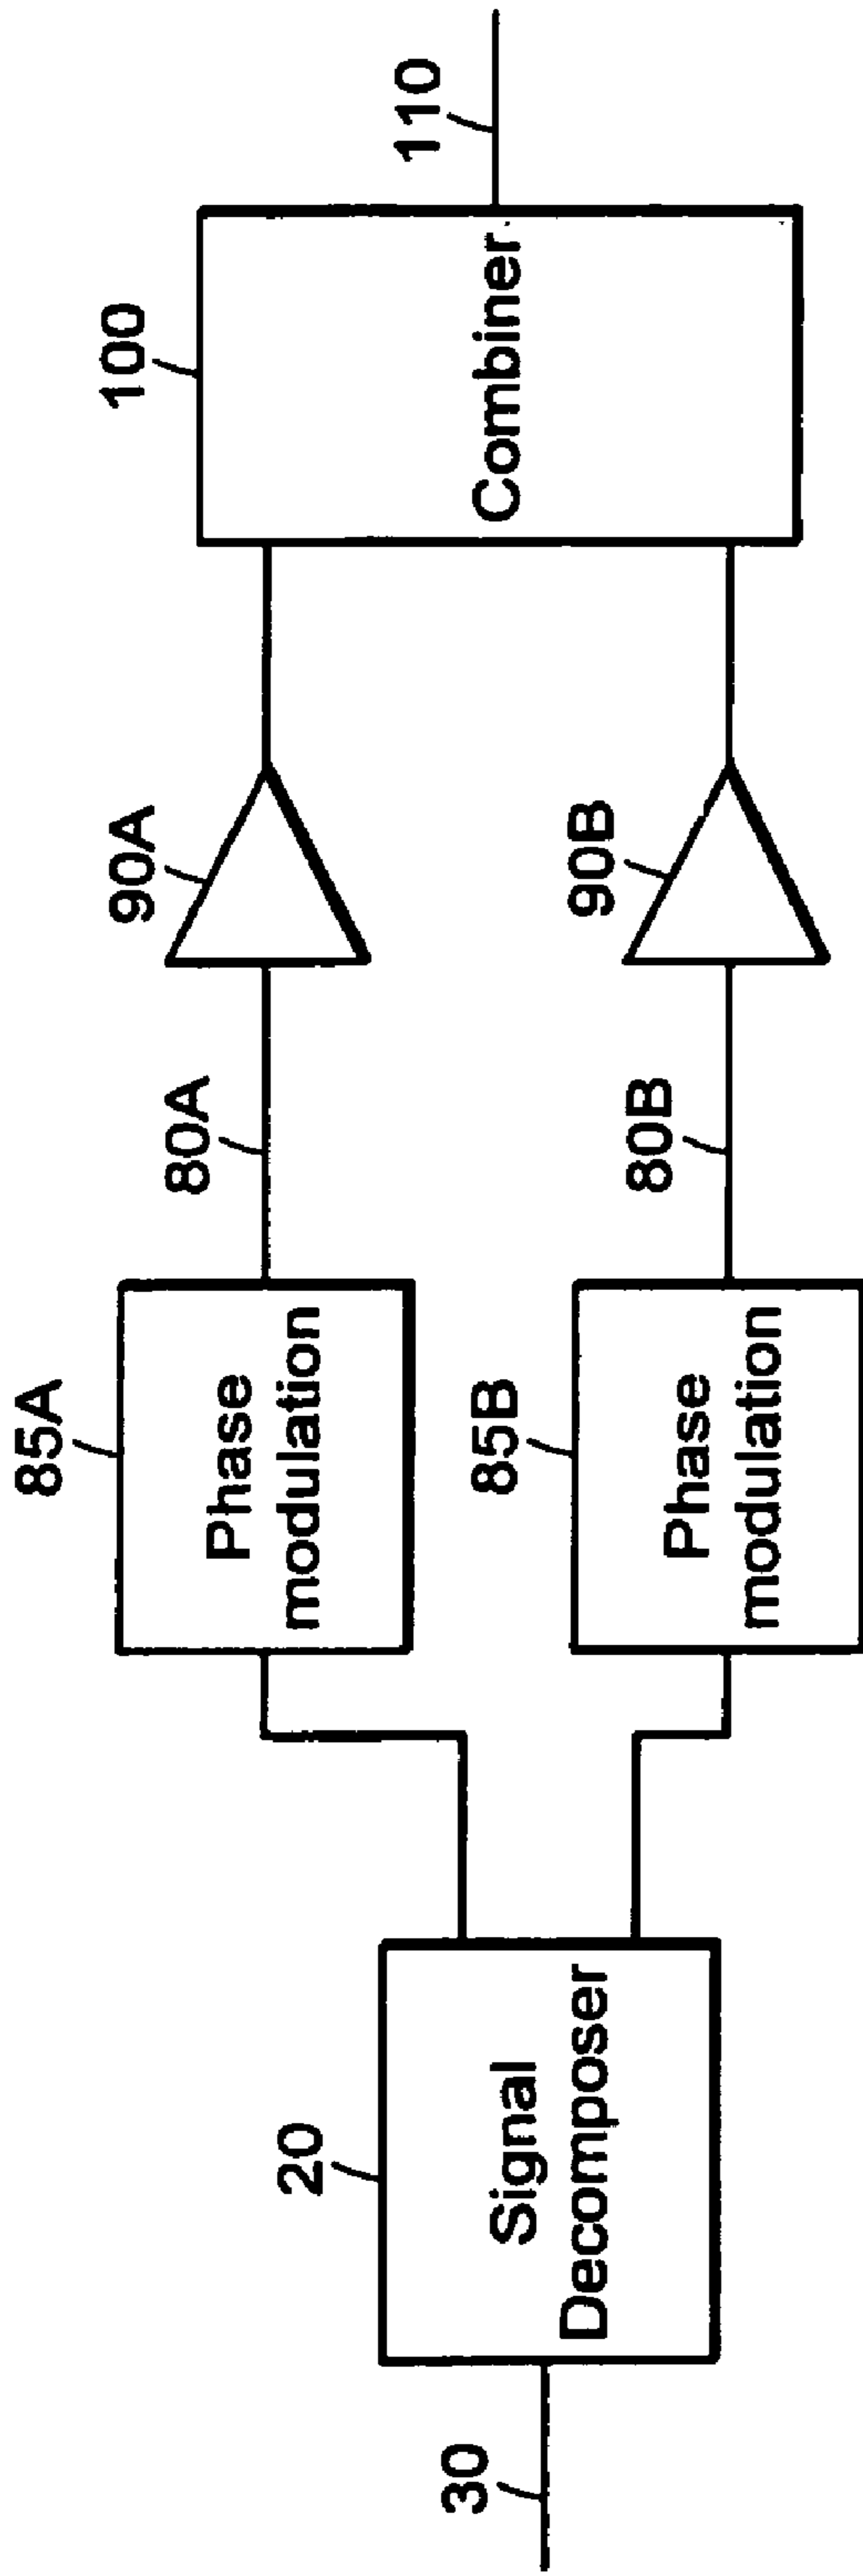 30
20
Signal
Decomposer
85A
Phase
modulation
85B
Phase
modulation
80A
80B
90A
90B
100
Combiner
110